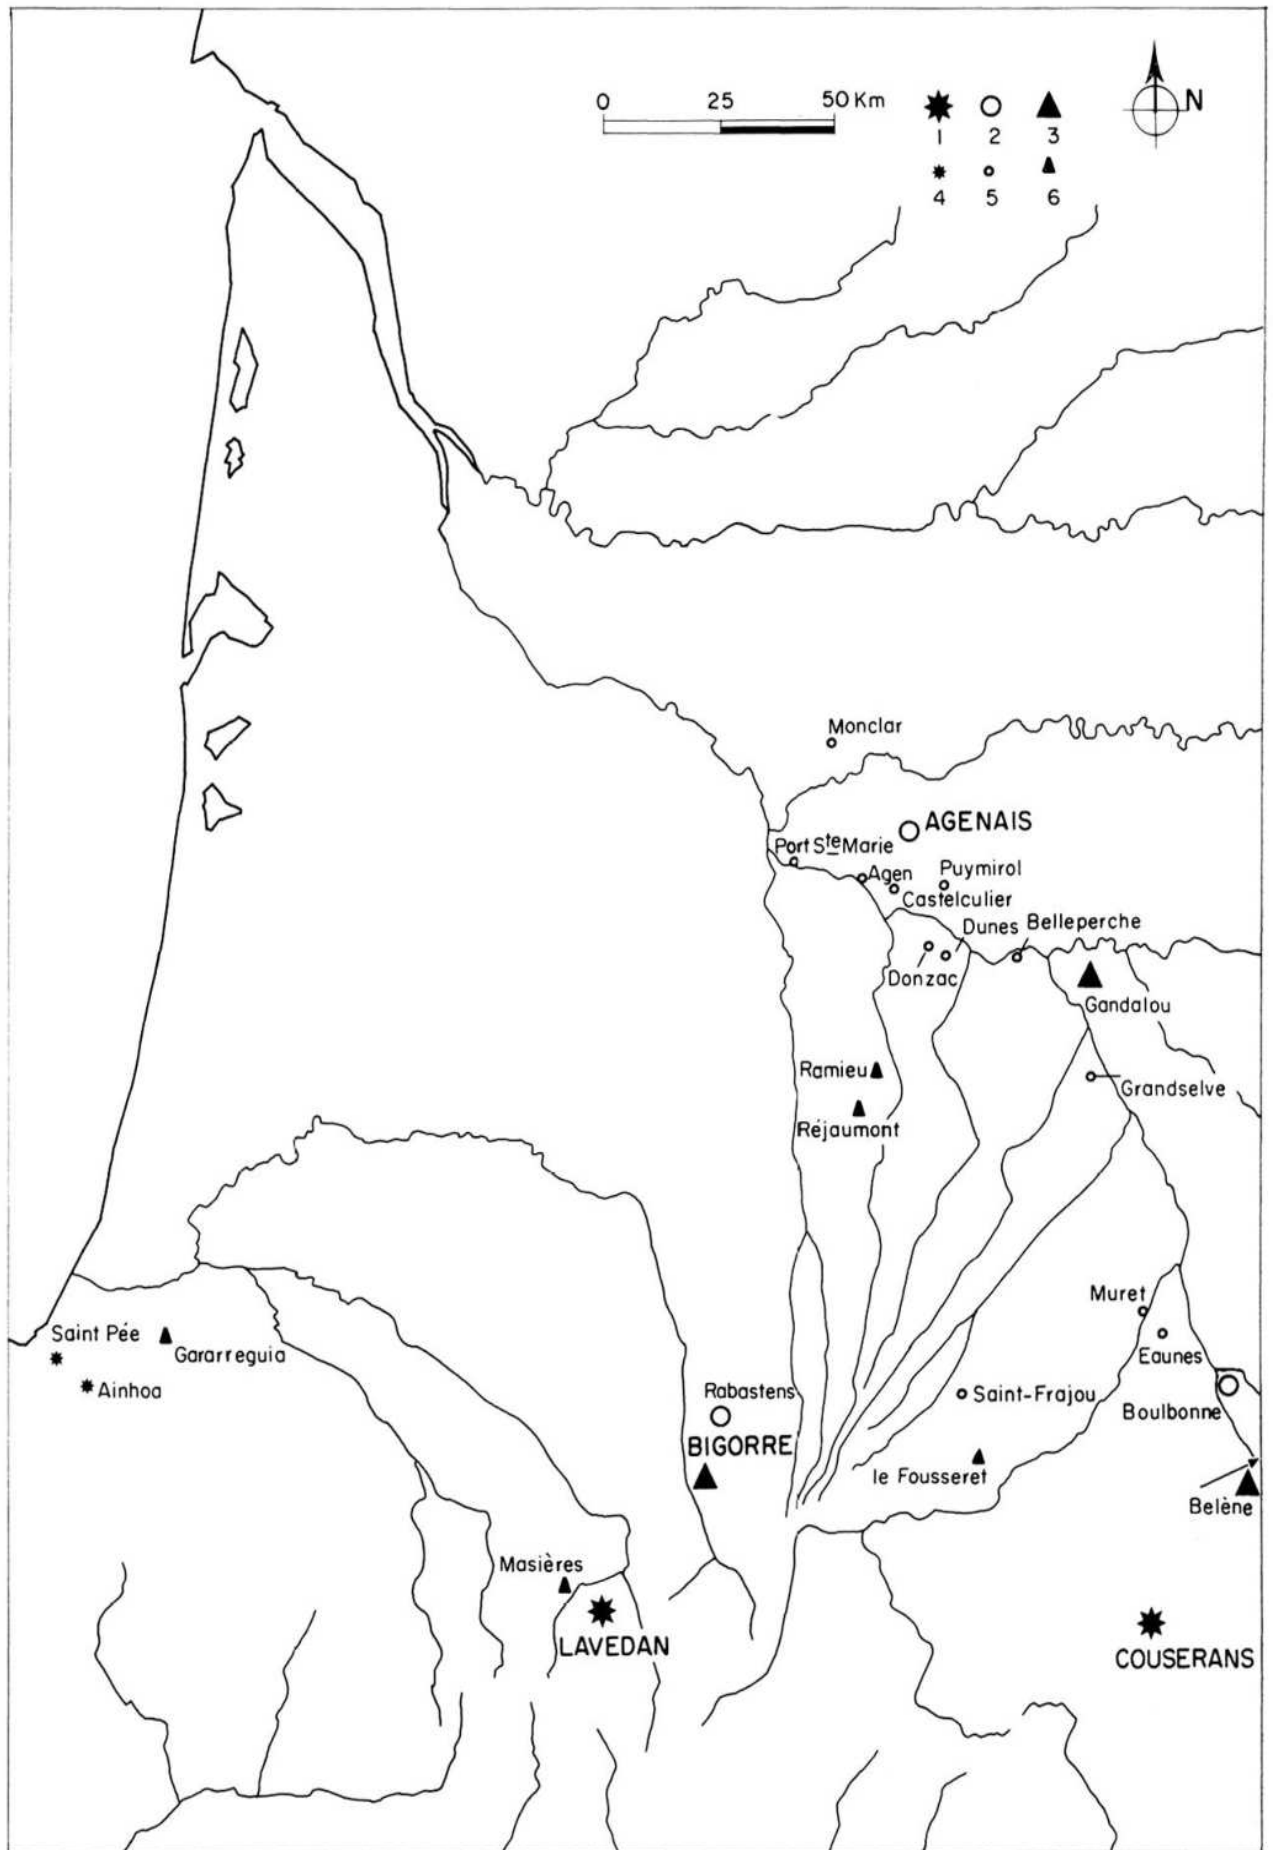 0 25 50 Km
N
1 2 3
4 5 6
Monclar
AGENAIS
Port Ste Marie
Agen
Puymirol
Castelculier
Dunes
Belleperche
Donzac
Gandalou
Ramieu
Grandselve
Réjaumont
Muret
Saint Pée
Gararreguia
Eaunes
Ainhoa
Rabastens
Saint-Frajou
Boulbonne
BIGORRE
le Fousseret
Belène
Masières
LAVEDAN
COUSERANS